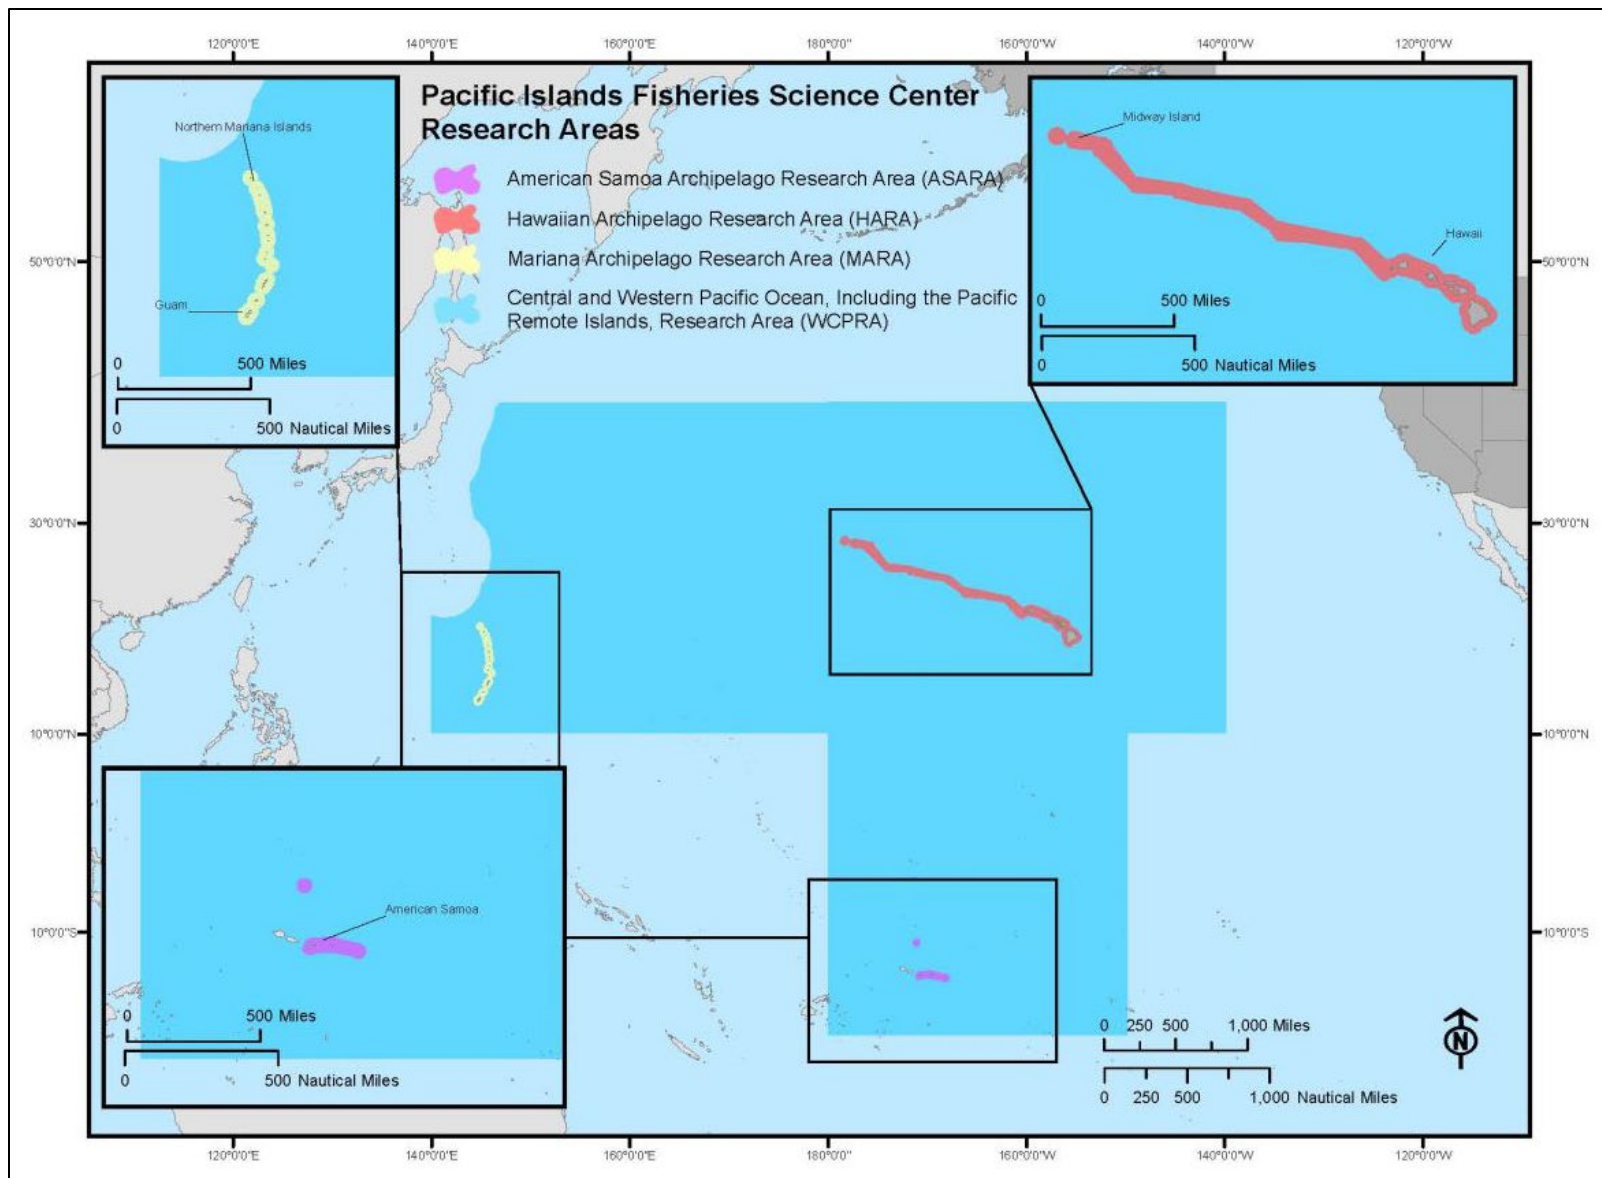 120°0'0"E 140°0'0"E 160°0'0"E 180°0'0" 160°0'0"W 140°0'0"W 120°0'0"W
Pacific Islands Fisheries Science Center
Research Areas
American Samoa Archipelago Research Area (ASARA)
Hawaiian Archipelago Research Area (HARA)
Mariana Archipelago Research Area (MARA)
Central and Western Pacific Ocean, Including the Pacific
Remote Islands, Research Area (WCPRA)
Northern Mariana Islands
Guam
0 500 Miles
0 500 Nautical Miles
Midway Island
Hawaii
0 500 Miles
0 500 Nautical Miles
50°0'0"N 50°0'0"N
30°0'0"N 30°0'0"N
10°0'0"N 10°0'0"N
10°0'0"S 10°0'0"S
American Samoa
0 500 Miles
0 500 Nautical Miles
0 250 500 1,000 Miles
0 250 500 1,000 Nautical Miles
N
120°0'0"E 140°0'0"E 160°0'0"E 180°0'0" 160°0'0"W 140°0'0"W 120°0'0"W